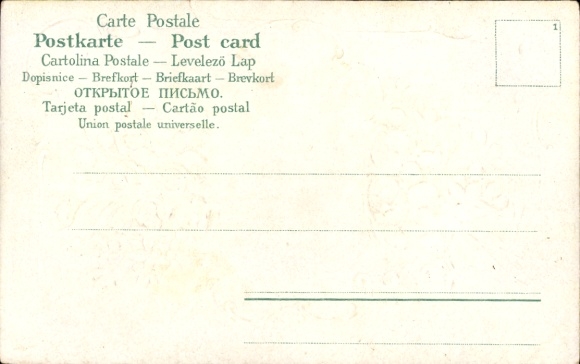 Carte Postale
Postkarte — Post card
Cartolina Postale — Levelező Lap
Dopisnice — Brefkort — Briefkaart — Brevkort
ОТКРЫТОЕ ПИСЬМО.
Tarjeta postal — Cartão postal
Union postale universelle.
1